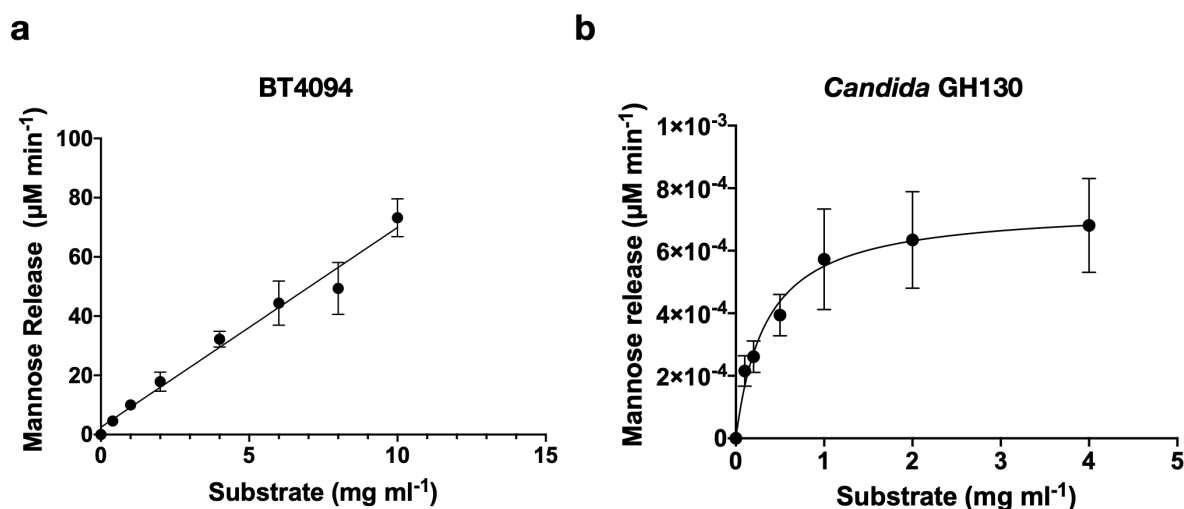 a
BT4094
Mannose Release (µM min⁻¹)
100
80
60
40
20
0
0 5 10 15
Substrate (mg ml⁻¹)
b
Candida GH130
Mannose release (µM min⁻¹)
1×10⁻³
8×10⁻⁴
6×10⁻⁴
4×10⁻⁴
2×10⁻⁴
0
0 1 2 3 4 5
Substrate (mg ml⁻¹)